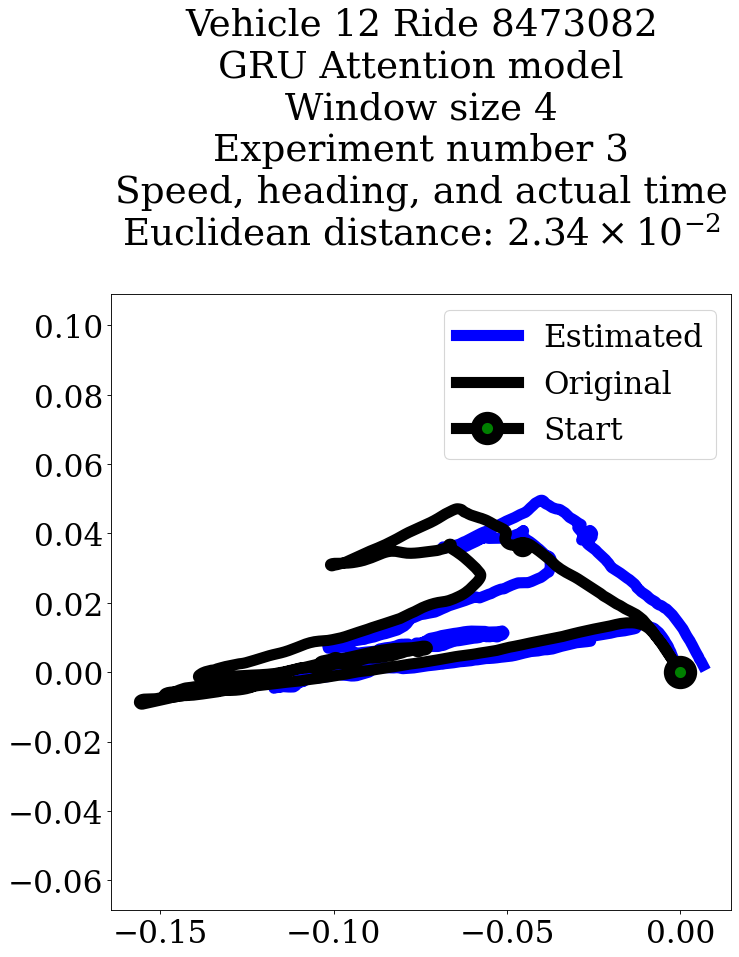 Vehicle 12 Ride 8473082
GRU Attention model
Window size 4
Experiment number 3
Speed, heading, and actual time
Euclidean distance: 2.34 × 10⁻²
Estimated
Original
Start
0.10
0.08
0.06
0.04
0.02
0.00
−0.02
−0.04
−0.06
−0.15
−0.10
−0.05
0.00